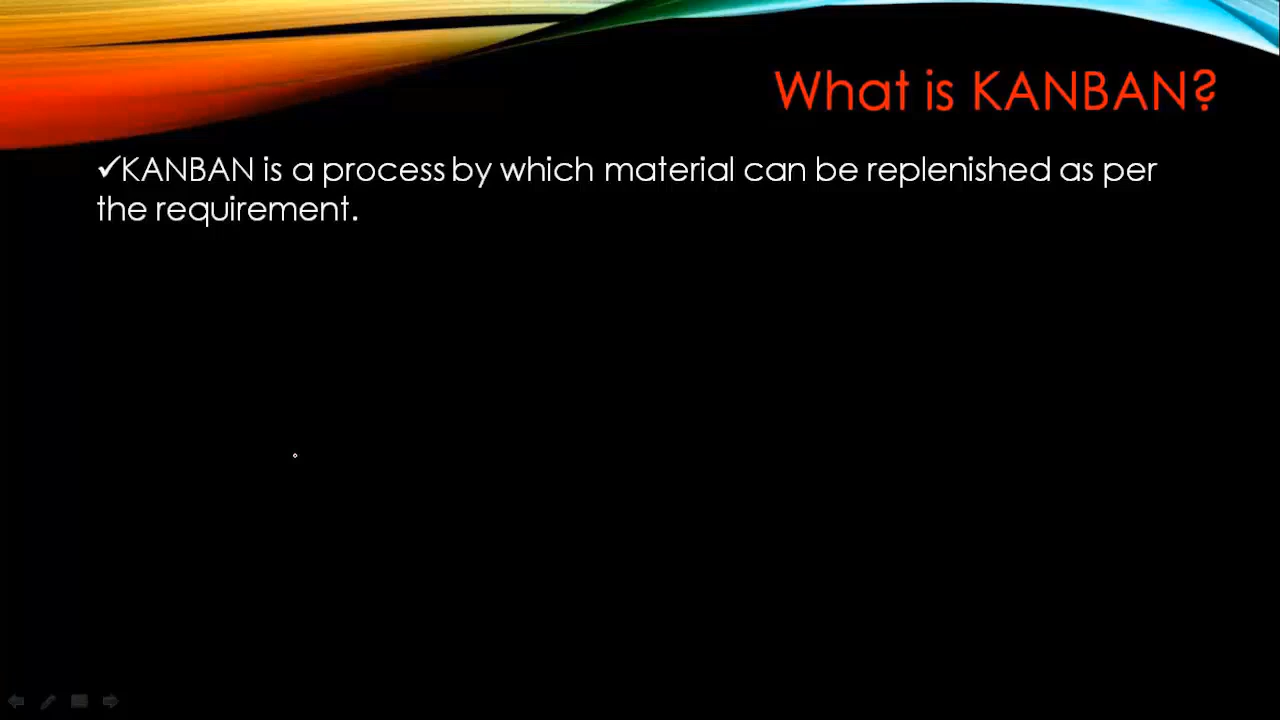 What is KANBAN?
✓KANBAN is a process by which material can be replenished as per
the requirement.